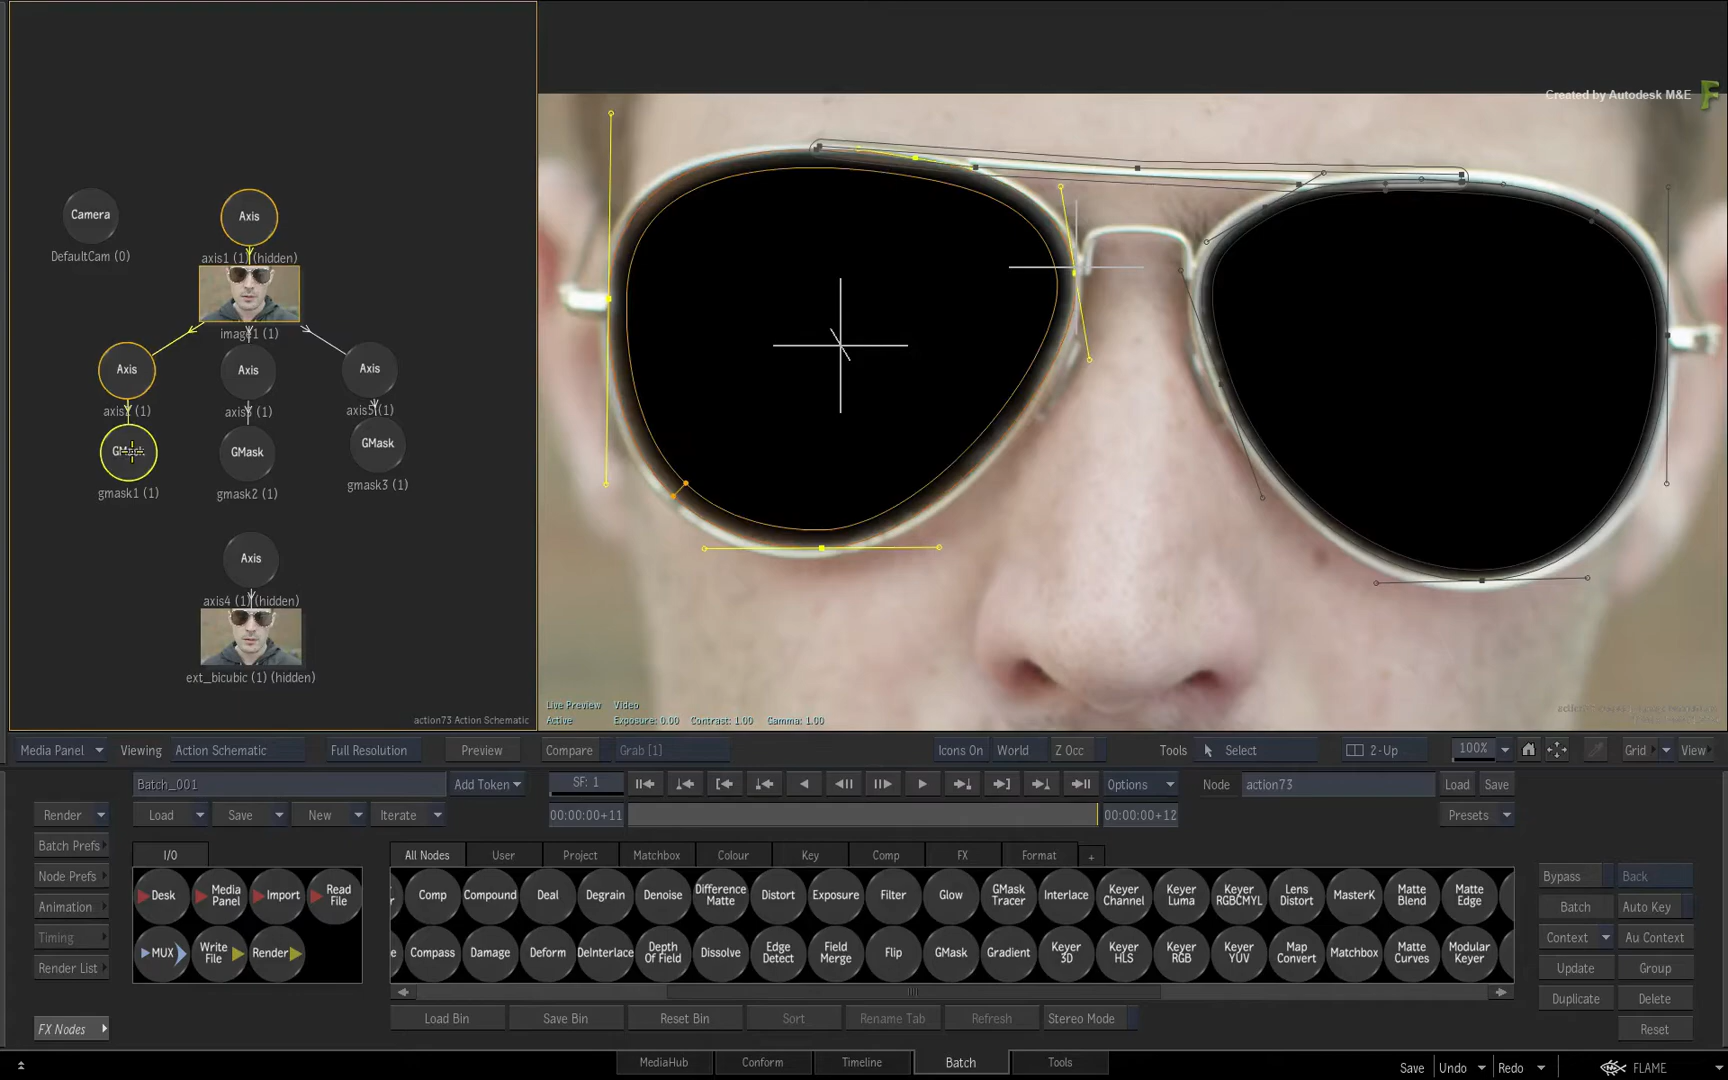 Created by Autodesk M&E
Camera
DefaultCam (0)
Axis
axis1 (1) (hidden)
image1 (1)
Axis
Axis
Axis
axis2 (1)
(1)
axis5 (1)
GMask
GMask
gmask1 (1)
gmask2 (1)
gmask3 (1)
Axis
axis4 (1) (hidden)
ext_bicubic (1) (hidden)
action73 Action Schematic
Live Preview Video
Active Exposure: 0.00 Contrast: 1.00 Gamma: 1.00
Media Panel Viewing Action Schematic Full Resolution Preview Compare Grab [1] Icons On World Z Occ Tools Select 2-Up 100% Grid View
Batch_001 Add Token SF: 1 Options Node action73 Load Save
Render Load Save New Iterate 00:00:00+11 00:00:00+12 Presets
Batch Prefs I/O All Nodes User Project Matchbox Colour Key Comp FX Format +
Node Prefs
Animation
Timing
Render List
FX Nodes
Desk
Media Panel
Import
Read File
MUX
Write File
Render
Comp Compound Deal Degrain Denoise Difference Matte Distort Exposure Filter Glow GMask Tracer Interlace Keyer Channel Keyer Luma Keyer RGBCMYL Lens Distort MasterK Matte Blend Matte Edge
Compass Damage Deform DeInterlace Depth Of Field Dissolve Edge Detect Field Merge Flip GMask Gradient Keyer 3D Keyer HLS Keyer RGB Keyer YUV Map Convert Matchbox Matte Curves Modular Keyer
Bypass Back
Batch Auto Key
Context Au Context
Update Group
Duplicate Delete
Reset
Load Bin Save Bin Reset Bin Sort Rename Tab Refresh Stereo Mode
MediaHub Conform Timeline Batch Tools
Save Undo Redo FLAME